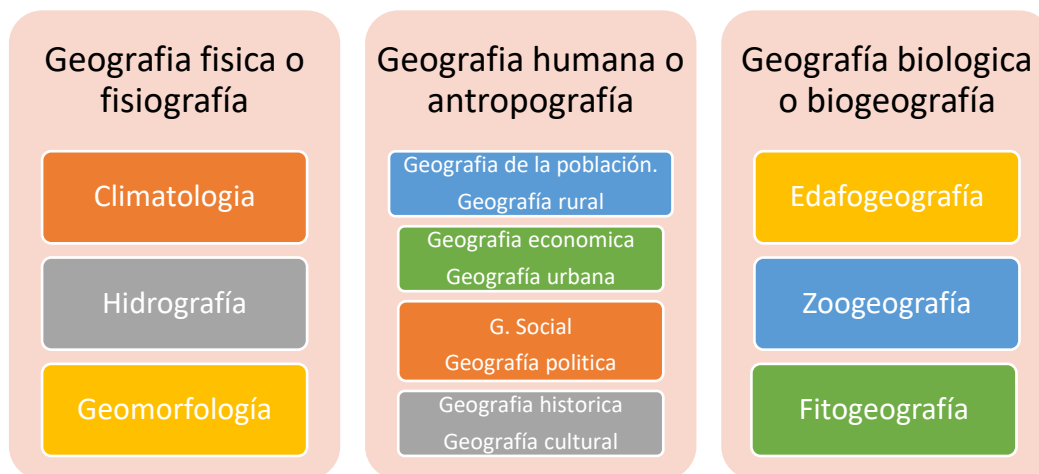 Geografia fisica o
fisiografía
Climatologia
Hidrografía
Geomorfología
Geografia humana o
antropografía
Geografia de la población.
Geografía rural
Geografia economica
Geografía urbana
G. Social
Geografía politica
Geografia historica
Geografía cultural
Geografía biologica
o biogeografía
Edafogeografía
Zoogeografía
Fitogeografía